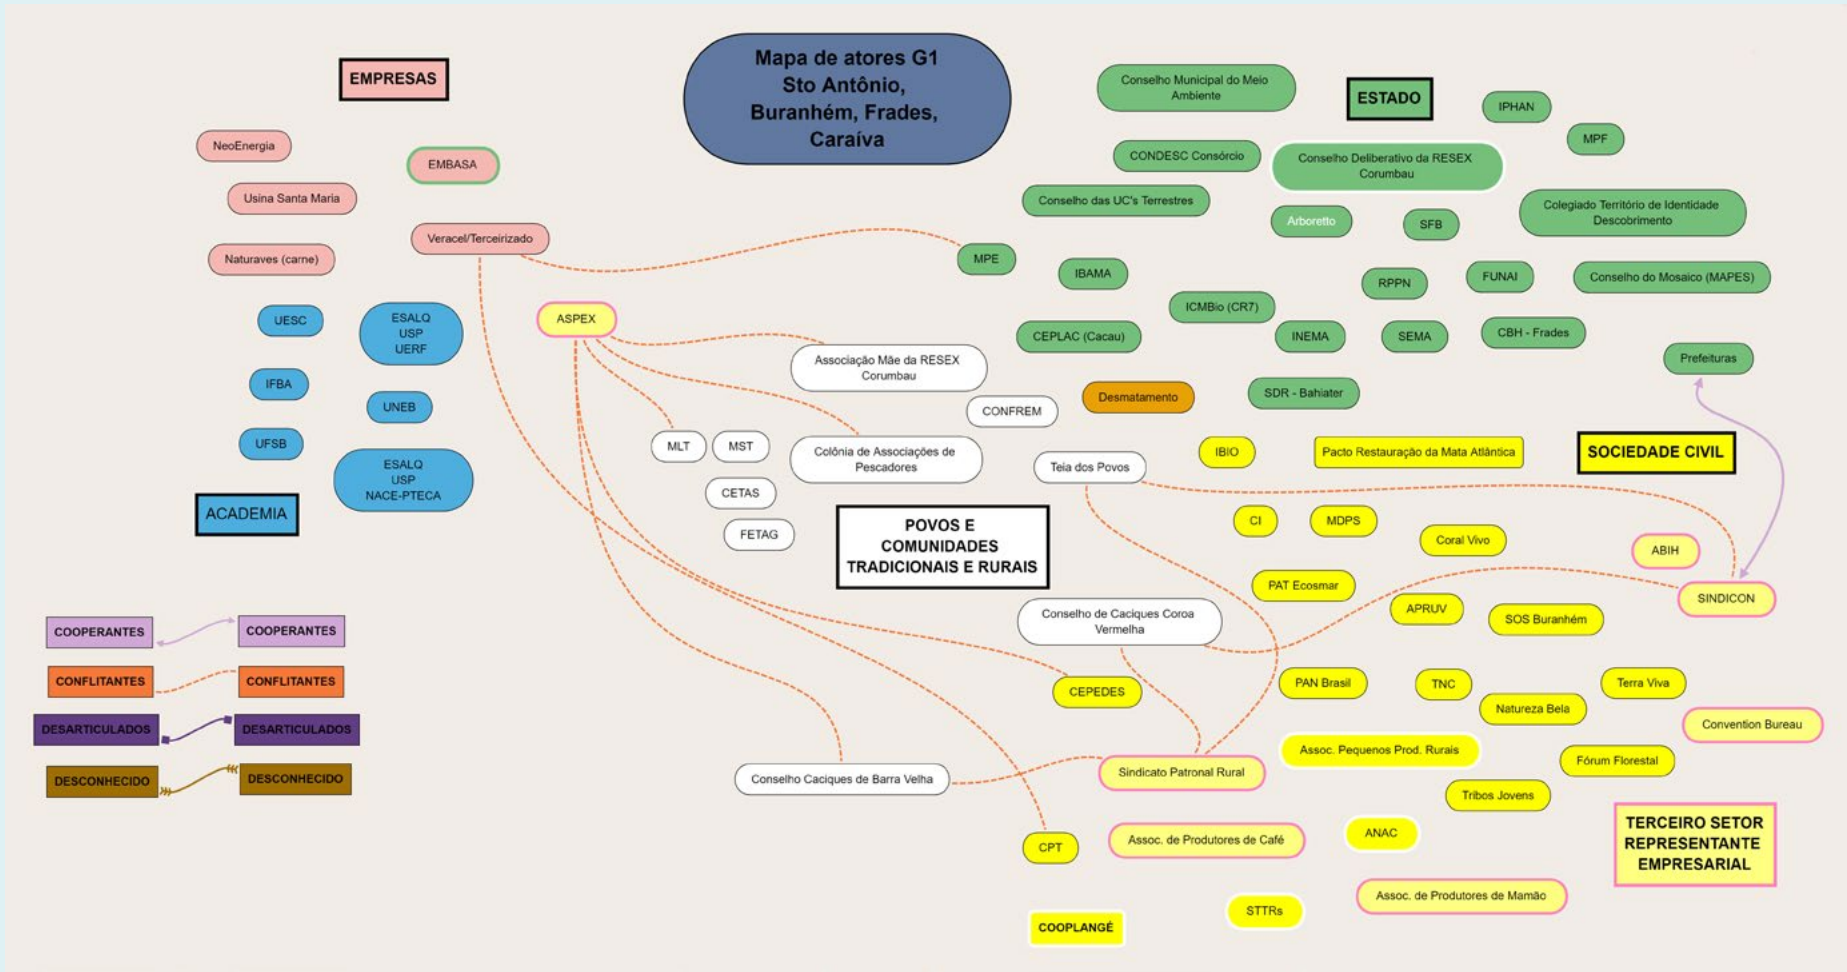 Mapa de atores G1
Sto Antônio,
Buranhém, Frades,
Caraíva
EMPRESAS
NeoEnergia
EMBASA
Usina Santa Maria
Veracel/Terceirizado
Naturaves (carne)
UESC
ESALQ
USP
UERF
IFBA
UNEB
UFSB
ESALQ
USP
NACE-PTECA
ACADEMIA
COOPERANTES
COOPERANTES
CONFLITANTES
CONFLITANTES
DESARTICULADOS
DESARTICULADOS
DESCONHECIDO
DESCONHECIDO
ASPEX
Associação Mãe da RESEX
Corumbau
CONFREM
MLT
MST
Colônia de Associações de
Pescadores
CETAS
FETAG
Teia dos Povos
POVOS E
COMUNIDADES
TRADICIONAIS E RURAIS
Conselho de Caciques Coroa
Vermelha
Conselho Caciques de Barra Velha
Conselho Municipal do Meio
Ambiente
ESTADO
IPHAN
MPF
CONDESC Consórcio
Conselho Deliberativo da RESEX
Corumbau
Conselho das UC's Terrestres
Arboretto
SFB
Colegiado Território de Identidade
Descobrimento
MPE
IBAMA
RPPN
FUNAI
Conselho do Mosaico (MAPES)
ICMBio (CR7)
CEPLAC (Cacau)
INEMA
SEMA
CBH - Frades
Prefeituras
Desmatamento
SDR - Bahiater
IBIO
Pacto Restauração da Mata Atlântica
SOCIEDADE CIVIL
CI
MDPS
Coral Vivo
ABIH
PAT Ecosmar
APRUV
SOS Buranhém
SINDICON
CEPEDES
PAN Brasil
TNC
Terra Viva
Natureza Bela
Convention Bureau
Assoc. Pequenos Prod. Rurais
Fórum Florestal
Sindicato Patronal Rural
Tribos Jovens
CPT
Assoc. de Produtores de Café
ANAC
TERCEIRO SETOR
REPRESENTANTE
EMPRESARIAL
Assoc. de Produtores de Mamão
STTRs
COOPLANGÉ